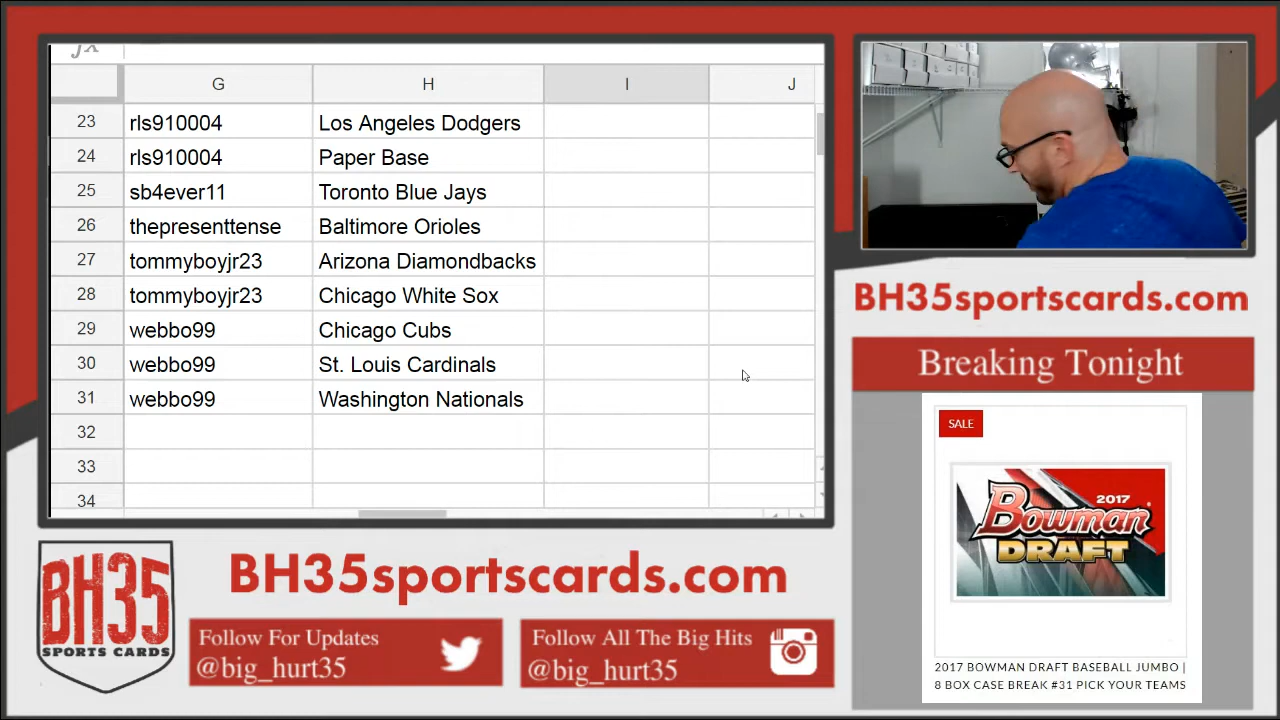 fx
G H I J
23 rls910004 Los Angeles Dodgers
24 rls910004 Paper Base
25 sb4ever11 Toronto Blue Jays
26 thepresenttense Baltimore Orioles
27 tommyboyjr23 Arizona Diamondbacks
28 tommyboyjr23 Chicago White Sox
29 webbo99 Chicago Cubs
30 webbo99 St. Louis Cardinals
31 webbo99 Washington Nationals
32
33
34
BH35sportscards.com
Breaking Tonight
SALE
2017
Bowman
DRAFT
2017 BOWMAN DRAFT BASEBALL JUMBO |
8 BOX CASE BREAK #31 PICK YOUR TEAMS
BH35
SPORTS CARDS
BH35sportscards.com
Follow For Updates
@big_hurt35
Follow All The Big Hits
@big_hurt35